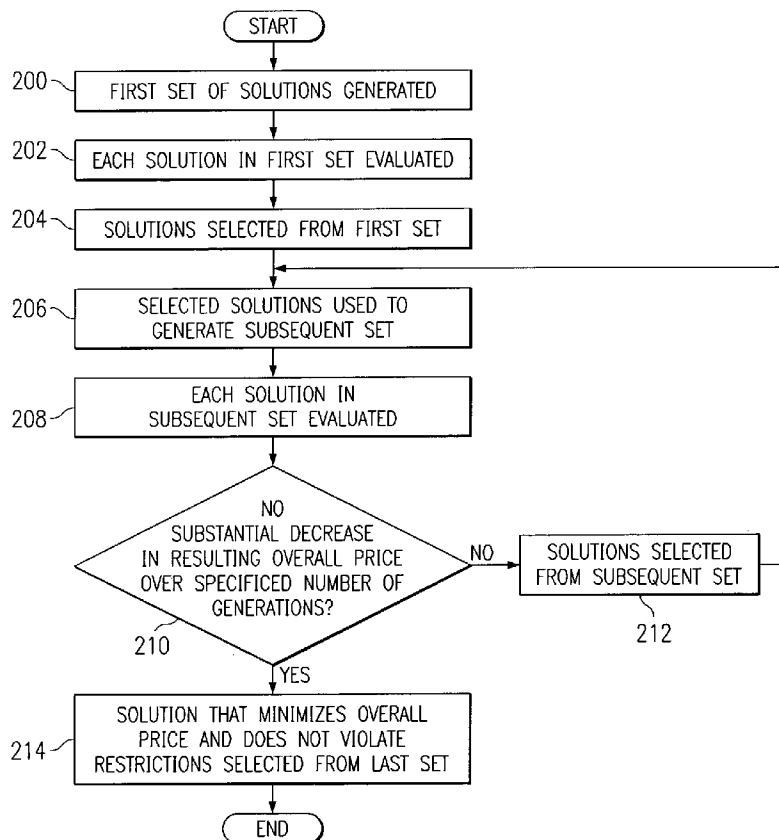 START
200
FIRST SET OF SOLUTIONS GENERATED
202
EACH SOLUTION IN FIRST SET EVALUATED
204
SOLUTIONS SELECTED FROM FIRST SET
206
SELECTED SOLUTIONS USED TO
GENERATE SUBSEQUENT SET
208
EACH SOLUTION IN
SUBSEQUENT SET EVALUATED
NO
SUBSTANTIAL DECREASE
IN RESULTING OVERALL PRICE
OVER SPECIFICED NUMBER OF
GENERATIONS?
210
NO
SOLUTIONS SELECTED
FROM SUBSEQUENT SET
212
YES
214
SOLUTION THAT MINIMIZES OVERALL
PRICE AND DOES NOT VIOLATE
RESTRICTIONS SELECTED FROM LAST SET
END